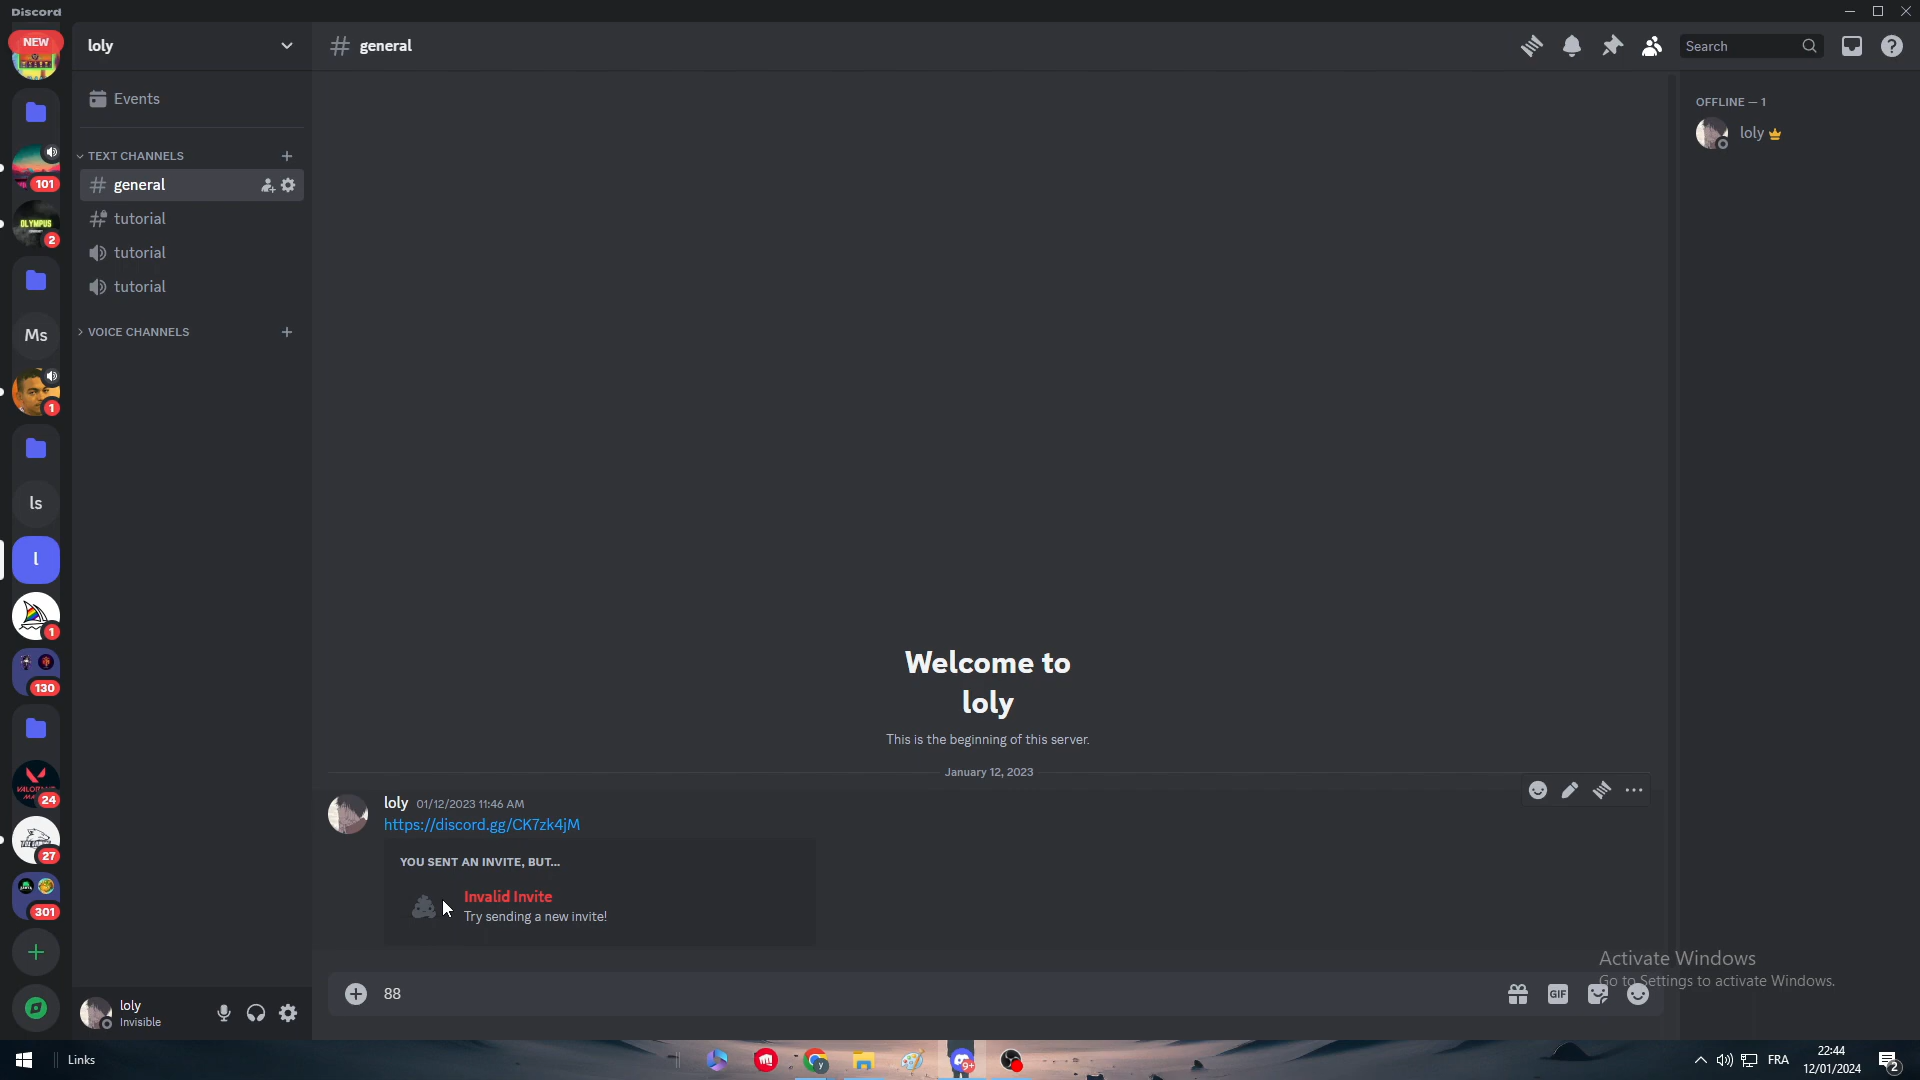 Discord
NEW
loly
general
Search
Events
OFFLINE — 1
loly
TEXT CHANNELS
general
tutorial
tutorial
tutorial
VOICE CHANNELS
101
OLYMPUS
2
Ms
1
ls
l
1
130
24
27
301
Welcome to
loly
This is the beginning of this server.
January 12, 2023
loly 01/12/2023 11:46 AM
https://discord.gg/CK7zk4jM
YOU SENT AN INVITE, BUT...
Invalid Invite
Try sending a new invite!
88
GIF
Activate Windows
Go to Settings to activate Windows.
loly
Invisible
Links
9+
FRA
22:44
12/01/2024
2